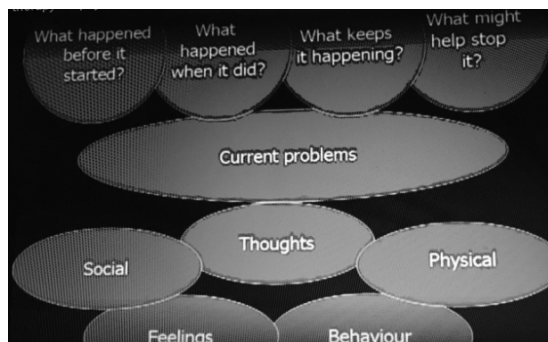 What happened
before it
started?
What
happened
when it did?
What keeps
it happening?
What might
help stop
it?
Current problems
Thoughts
Social
Physical
Feelings
Behaviour